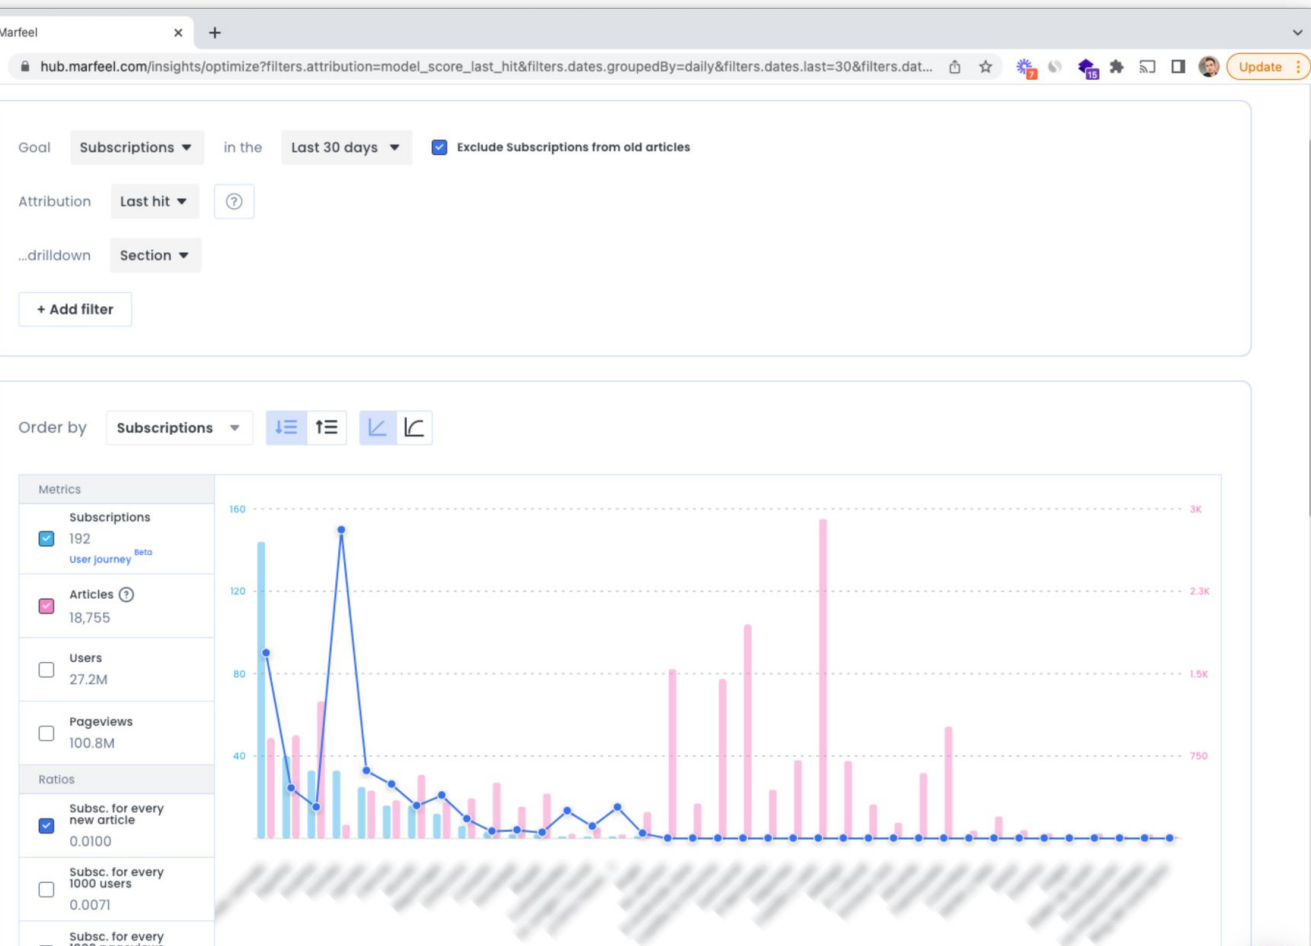 Marfeel
hub.marfeel.com/insights/optimize?filters.attribution=model_score_last_hit&filters.dates.groupedBy=daily&filters.dates.last=30&filters.dat...
7
15
Update
Goal Subscriptions in the Last 30 days Exclude Subscriptions from old articles
Attribution Last hit ?
...drilldown Section
+ Add filter
Order by Subscriptions
Metrics
Subscriptions
192
User journey Beta
Articles ?
18,755
Users
27.2M
Pageviews
100.8M
Ratios
Subsc. for every
new article
0.0100
Subsc. for every
1000 users
0.0071
Subsc. for every
1000 pageviews
160
120
80
40
3K
2.3K
1.5K
750